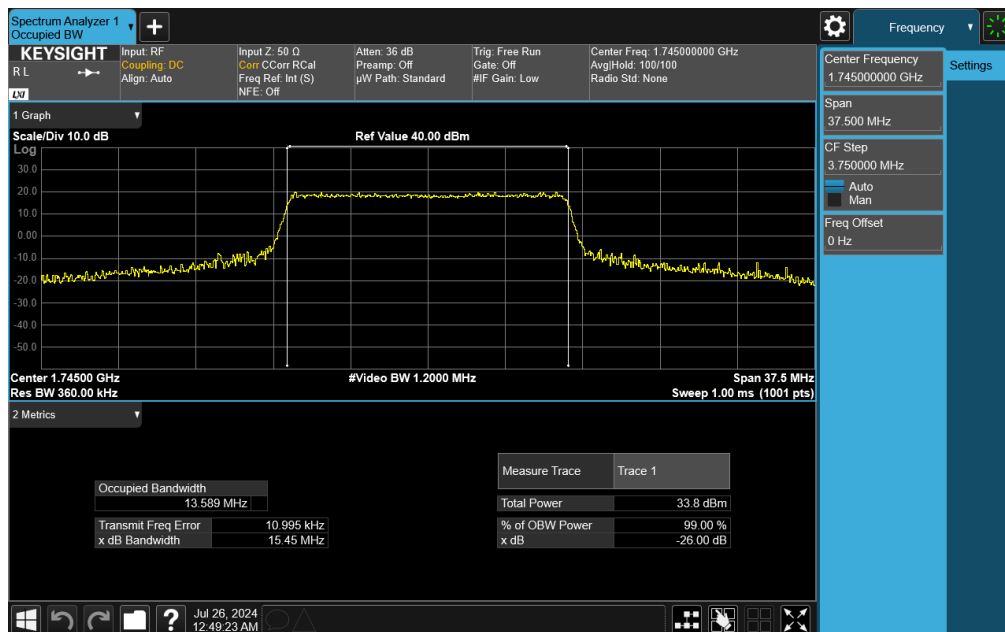 Spectrum Analyzer 1
Occupied BW
Frequency
KEYSIGHT
R L
LXI
Input: RF
Coupling: DC
Align: Auto
Input Z: 50 Ω
Corr CCorr RCal
Freq Ref: Int (S)
NFE: Off
Atten: 36 dB
Preamp: Off
µW Path: Standard
Trig: Free Run
Gate: Off
#IF Gain: Low
Center Freq: 1.745000000 GHz
Avg|Hold: 100/100
Radio Std: None
Center Frequency
1.745000000 GHz
Settings
Span
37.500 MHz
CF Step
3.750000 MHz
Auto
Man
Freq Offset
0 Hz
1 Graph
Scale/Div 10.0 dB
Ref Value 40.00 dBm
Log
30.0
20.0
10.0
0.00
-10.0
-20.0
-30.0
-40.0
-50.0
Center 1.74500 GHz
#Video BW 1.2000 MHz
Span 37.5 MHz
Res BW 360.00 kHz
Sweep 1.00 ms (1001 pts)
2 Metrics
Occupied Bandwidth
13.589 MHz
Transmit Freq Error 10.995 kHz
x dB Bandwidth 15.45 MHz
Measure Trace Trace 1
Total Power 33.8 dBm
% of OBW Power 99.00 %
x dB -26.00 dB
?
Jul 26, 2024
12:49:23 AM